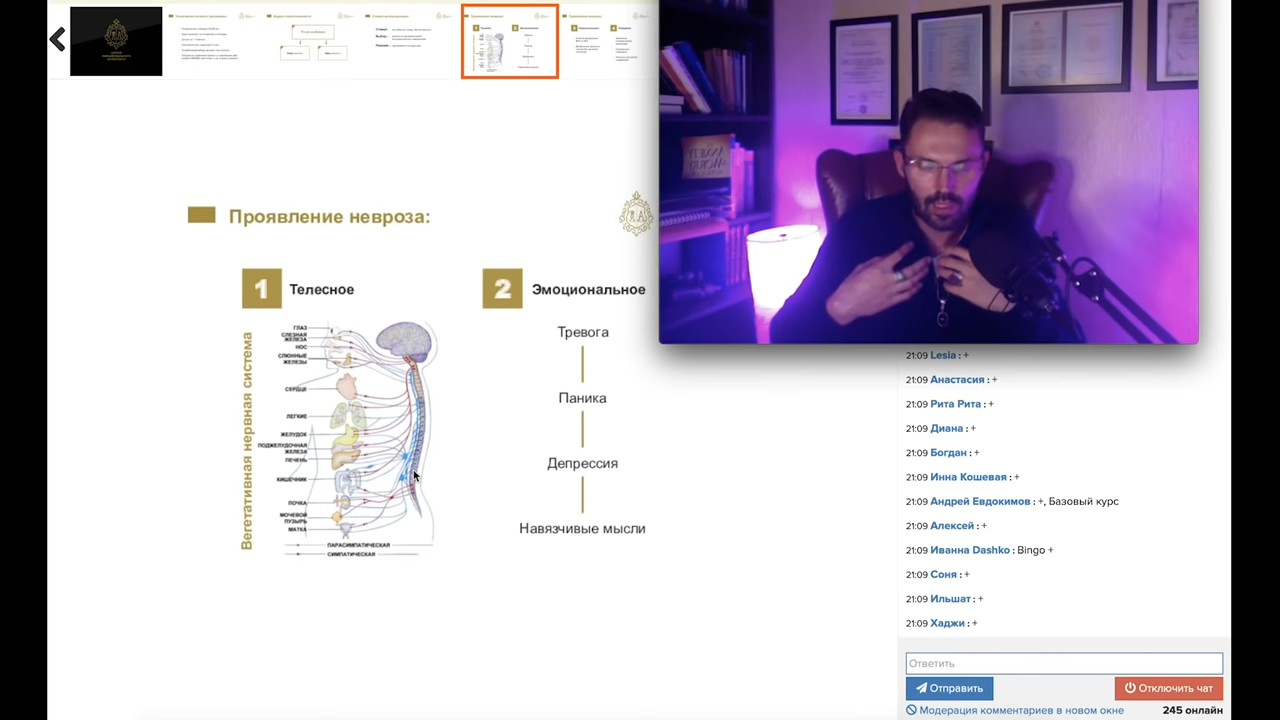 Проявление невроза:
1
Телесное
2
Эмоциональное
Вегетативная нервная система
ГЛАЗ
СЛЕЗНАЯ
ЖЕЛЕЗА
НОС
СЛЮННЫЕ
ЖЕЛЕЗЫ
СЕРДЦЕ
ЛЕГКИЕ
ЖЕЛУДОК
ПОДЖЕЛУДОЧНАЯ
ЖЕЛЕЗА
ПЕЧЕНЬ
КИШЕЧНИК
ПОЧКА
МОЧЕВОЙ
ПУЗЫРЬ
МАТКА
ПАРАСИМПАТИЧЕСКАЯ
СИМПАТИЧЕСКАЯ
Тревога
Паника
Депрессия
Навязчивые мысли
21:09 Lesia : +
21:09 Анастасия : +
21:09 Рита Рита : +
21:09 Диана : +
21:09 Богдан : +
21:09 Инна Кошевая : +
21:09 Андрей Евдокимов : +, Базовый курс
21:09 Алексей : +
21:09 Иванна Dashko : Bingo +
21:09 Соня : +
21:09 Ильшат : +
21:09 Хаджи : +
Ответить
Отправить
Отключить чат
Модерация комментариев в новом окне
245 онлайн